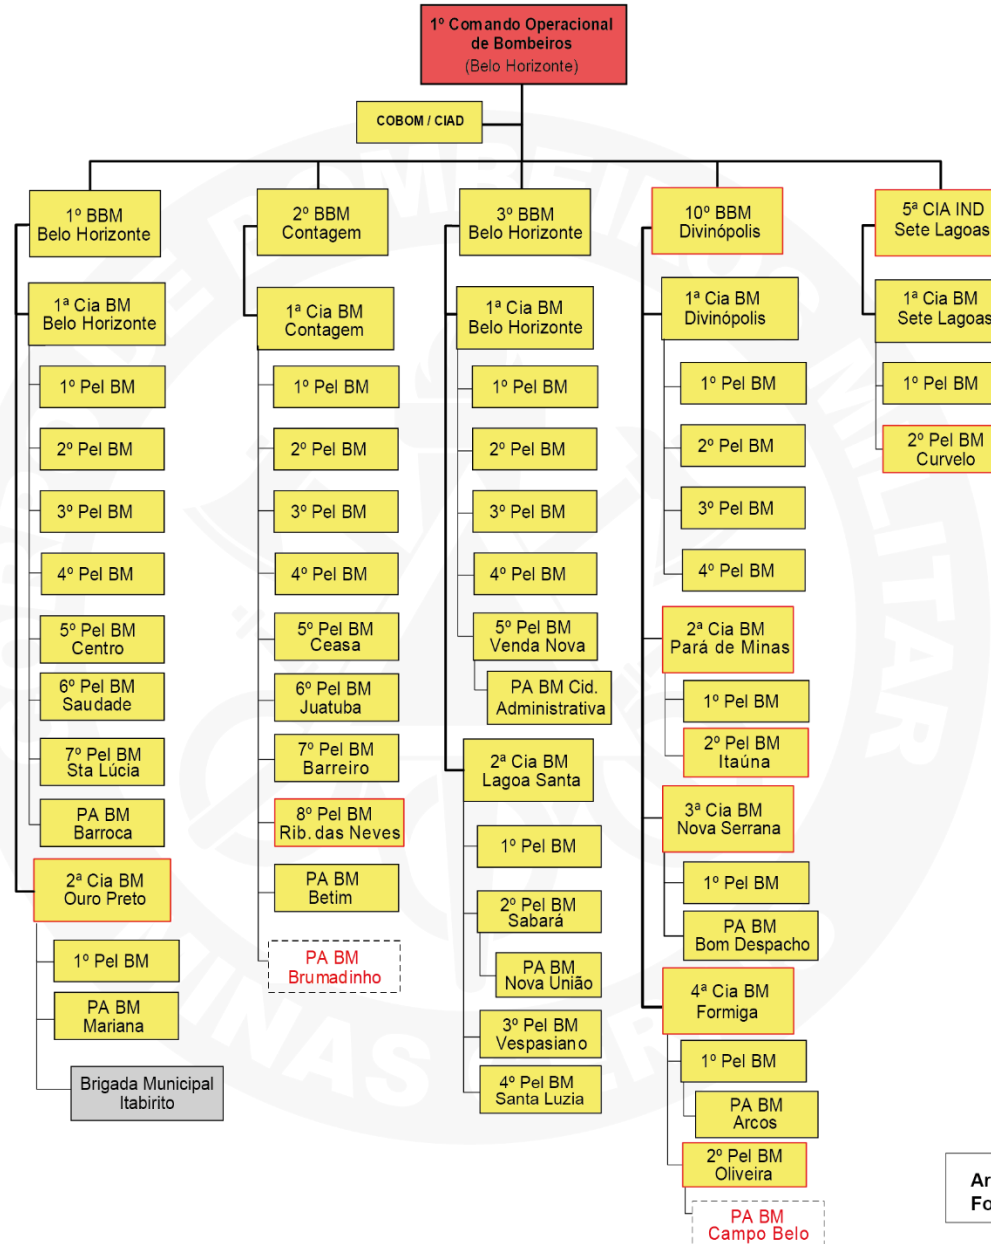 1º Comando Operacional
de Bombeiros
(Belo Horizonte)
COBOM / CIAD
1º BBM
Belo Horizonte
1ª Cia BM
Belo Horizonte
1º Pel BM
2º Pel BM
3º Pel BM
4º Pel BM
5º Pel BM
Centro
6º Pel BM
Saudade
7º Pel BM
Sta Lúcia
PA BM
Barroca
2ª Cia BM
Ouro Preto
1º Pel BM
PA BM
Mariana
Brigada Municipal
Itabirito
2º BBM
Contagem
1ª Cia BM
Contagem
1º Pel BM
2º Pel BM
3º Pel BM
4º Pel BM
5º Pel BM
Ceasa
6º Pel BM
Juatuba
7º Pel BM
Barreiro
8º Pel BM
Rib. das Neves
PA BM
Betim
PA BM
Brumadinho
3º BBM
Belo Horizonte
1ª Cia BM
Belo Horizonte
1º Pel BM
2º Pel BM
3º Pel BM
4º Pel BM
5º Pel BM
Venda Nova
PA BM Cid.
Administrativa
2ª Cia BM
Lagoa Santa
1º Pel BM
2º Pel BM
Sabará
PA BM
Nova União
3º Pel BM
Vespasiano
4º Pel BM
Santa Luzia
10º BBM
Divinópolis
1ª Cia BM
Divinópolis
1º Pel BM
2º Pel BM
3º Pel BM
4º Pel BM
2ª Cia BM
Pará de Minas
1º Pel BM
2º Pel BM
Itaúna
3ª Cia BM
Nova Serrana
1º Pel BM
PA BM
Bom Despacho
4ª Cia BM
Formiga
1º Pel BM
PA BM
Arcos
2º Pel BM
Oliveira
PA BM
Campo Belo
5ª CIA IND
Sete Lagoas
1ª Cia BM
Sete Lagoas
1º Pel BM
2º Pel BM
Curvelo
BOMBEIROS MILITAR
MINAS